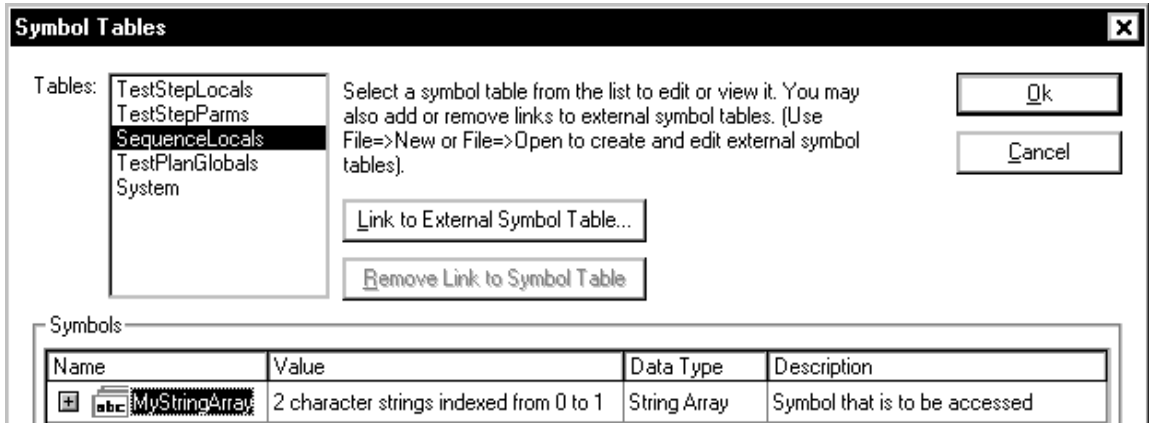 Symbol Tables
Tables:
TestStepLocals
TestStepParms
SequenceLocals
TestPlanGlobals
System
Select a symbol table from the list to edit or view it. You may
also add or remove links to external symbol tables. (Use
File=>New or File=>Open to create and edit external symbol
tables).
Ok
Cancel
Link to External Symbol Table...
Remove Link to Symbol Table
Symbols
Name Value Data Type Description
abc MyStringArray 2 character strings indexed from 0 to 1 String Array Symbol that is to be accessed